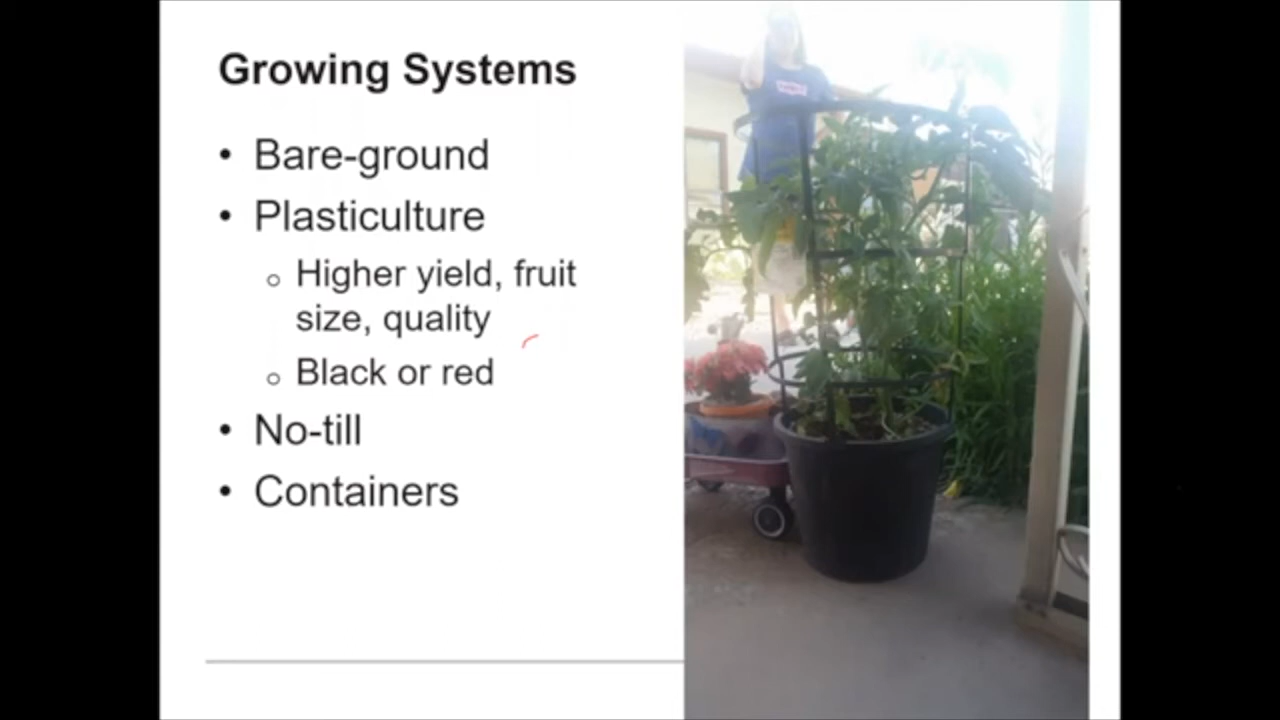 Growing Systems
• Bare-ground
• Plasticulture
o Higher yield, fruit
size, quality
o Black or red
• No-till
• Containers